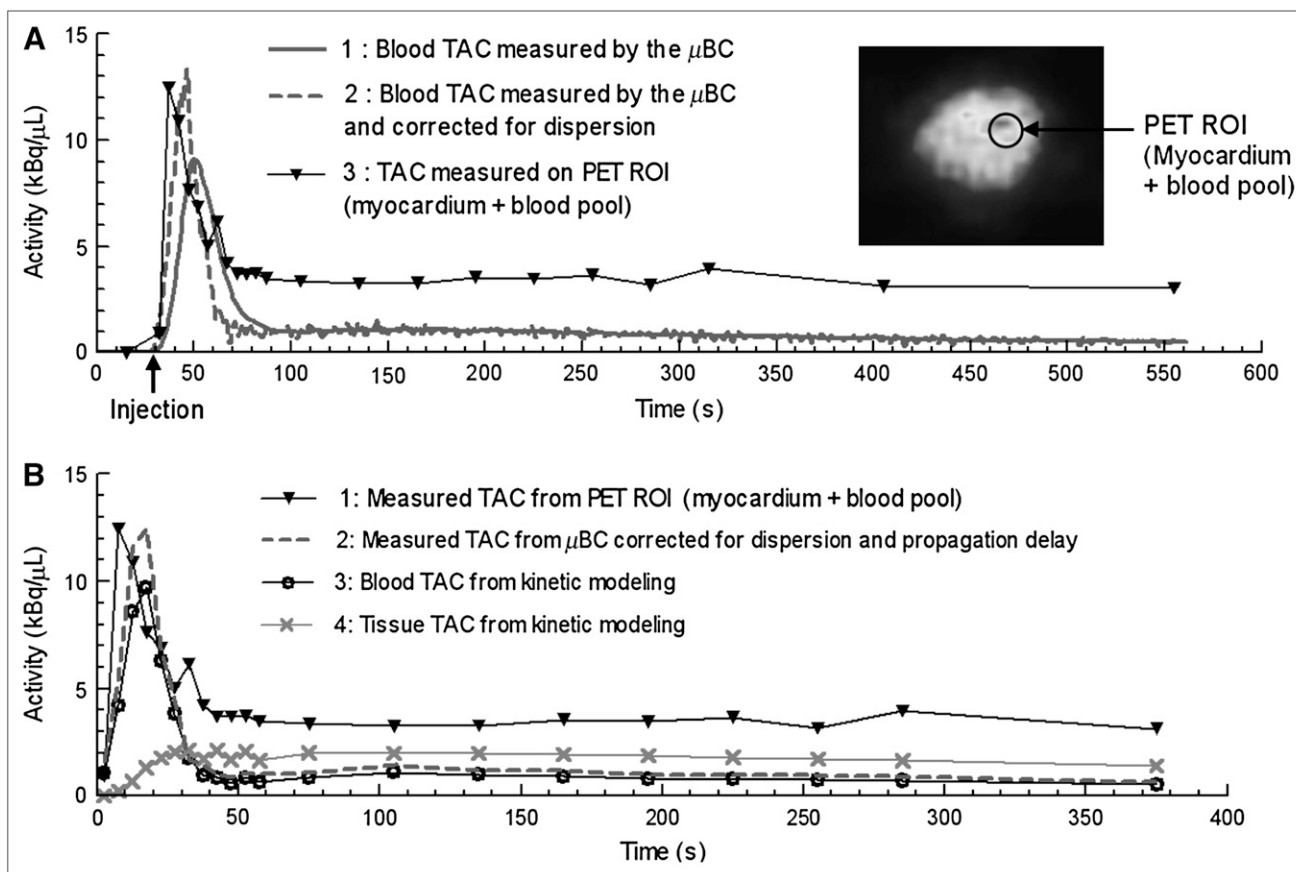 A
15
10
5
0
Activity (kBq/μL)
1 : Blood TAC measured by the μBC
2 : Blood TAC measured by the μBC
and corrected for dispersion
3 : TAC measured on PET ROI
(myocardium + blood pool)
PET ROI
(Myocardium
+ blood pool)
0 50 100 150 200 250 300 350 400 450 500 550 600
Injection
Time (s)
B
15
10
5
0
Activity (kBq/μL)
1: Measured TAC from PET ROI (myocardium + blood pool)
2: Measured TAC from μBC corrected for dispersion and propagation delay
3: Blood TAC from kinetic modeling
4: Tissue TAC from kinetic modeling
0 50 100 150 200 250 300 350 400
Time (s)